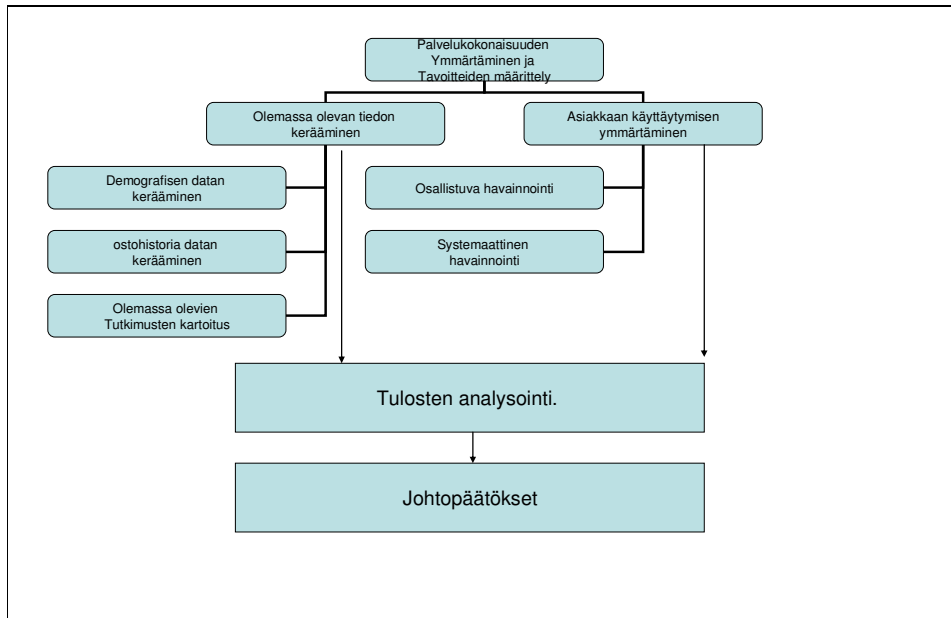 Palvelukokonaisuuden
Ymmärtäminen ja
Tavoitteiden määrittely
Olemassa olevan tiedon
kerääminen
Asiakkaan käyttäytymisen
ymmärtäminen
Demografisen datan
kerääminen
Osallistuva havainnointi
ostohistoria datan
kerääminen
Systemaattinen
havainnointi
Olemassa olevien
Tutkimusten kartoitus
Tulosten analysointi.
Johtopäätökset